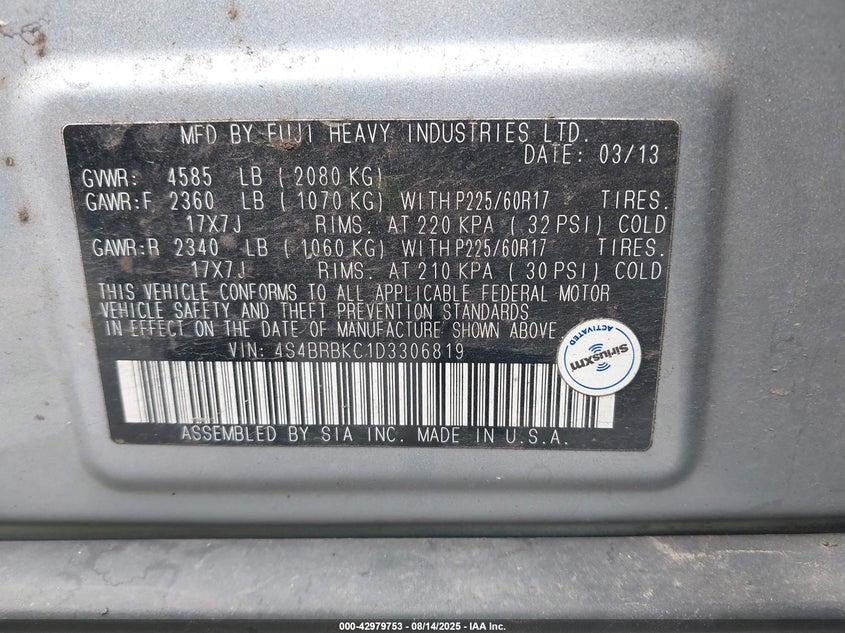 MFD BY FUJI HEAVY INDUSTRIES LTD.
DATE: 03/13
GVWR: 4585 LB ( 2080 KG)
GAWR:F 2360 LB ( 1070 KG) WITH P225/60R17 TIRES.
17X7J RIMS. AT 220 KPA ( 32 PSI) COLD
GAWR:R 2340 LB ( 1060 KG) WITH P225/60R17 TIRES.
17X7J RIMS. AT 210 KPA ( 30 PSI) COLD
THIS VEHICLE CONFORMS TO ALL APPLICABLE FEDERAL MOTOR
VEHICLE SAFETY AND THEFT PREVENTION STANDARDS
IN EFFECT ON THE DATE OF MANUFACTURE SHOWN ABOVE.
VIN: 4S4BRBKC1D3306819
ACTIVATED
SiriusXM
ASSEMBLED BY SIA INC. MADE IN U.S.A.
000-42979753 - 08/14/2025 - IAA Inc.